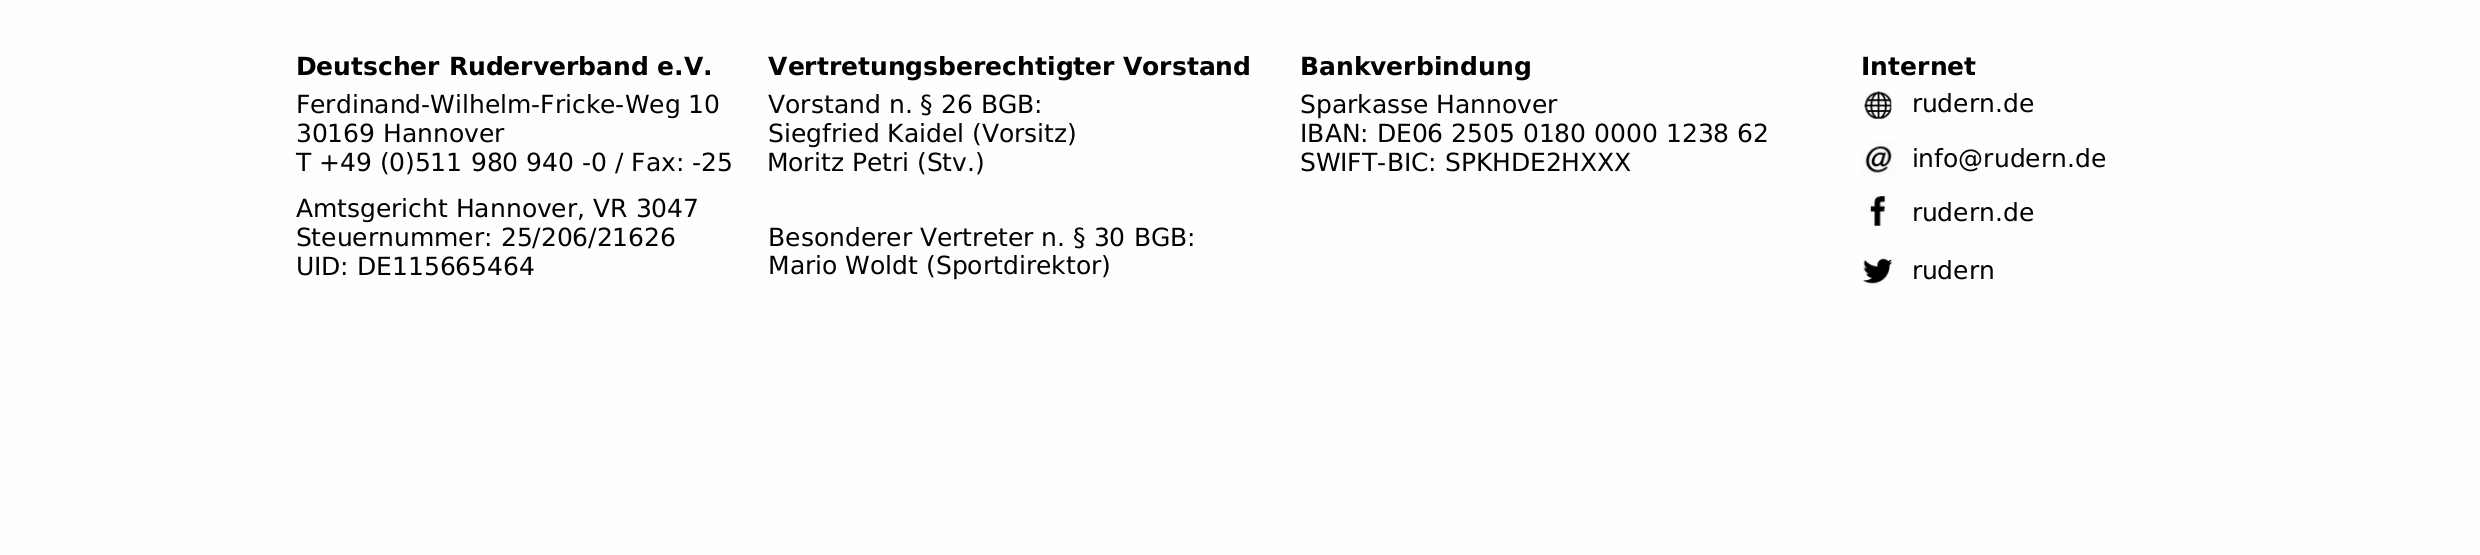 Deutscher Ruderverband e.V.
Ferdinand-Wilhelm-Fricke-Weg 10
30169 Hannover
T +49 (0)511 980 940 -0 / Fax: -25
Amtsgericht Hannover, VR 3047
Steuernummer: 25/206/21626
UID: DE115665464
Vertretungsberechtigter Vorstand
Vorstand n. § 26 BGB:
Siegfried Kaidel (Vorsitz)
Moritz Petri (Stv.)
Besonderer Vertreter n. § 30 BGB:
Mario Woldt (Sportdirektor)
Bankverbindung
Sparkasse Hannover
IBAN: DE06 2505 0180 0000 1238 62
SWIFT-BIC: SPKHDE2HXXX
Internet
rudern.de
info@rudern.de
rudern.de
rudern